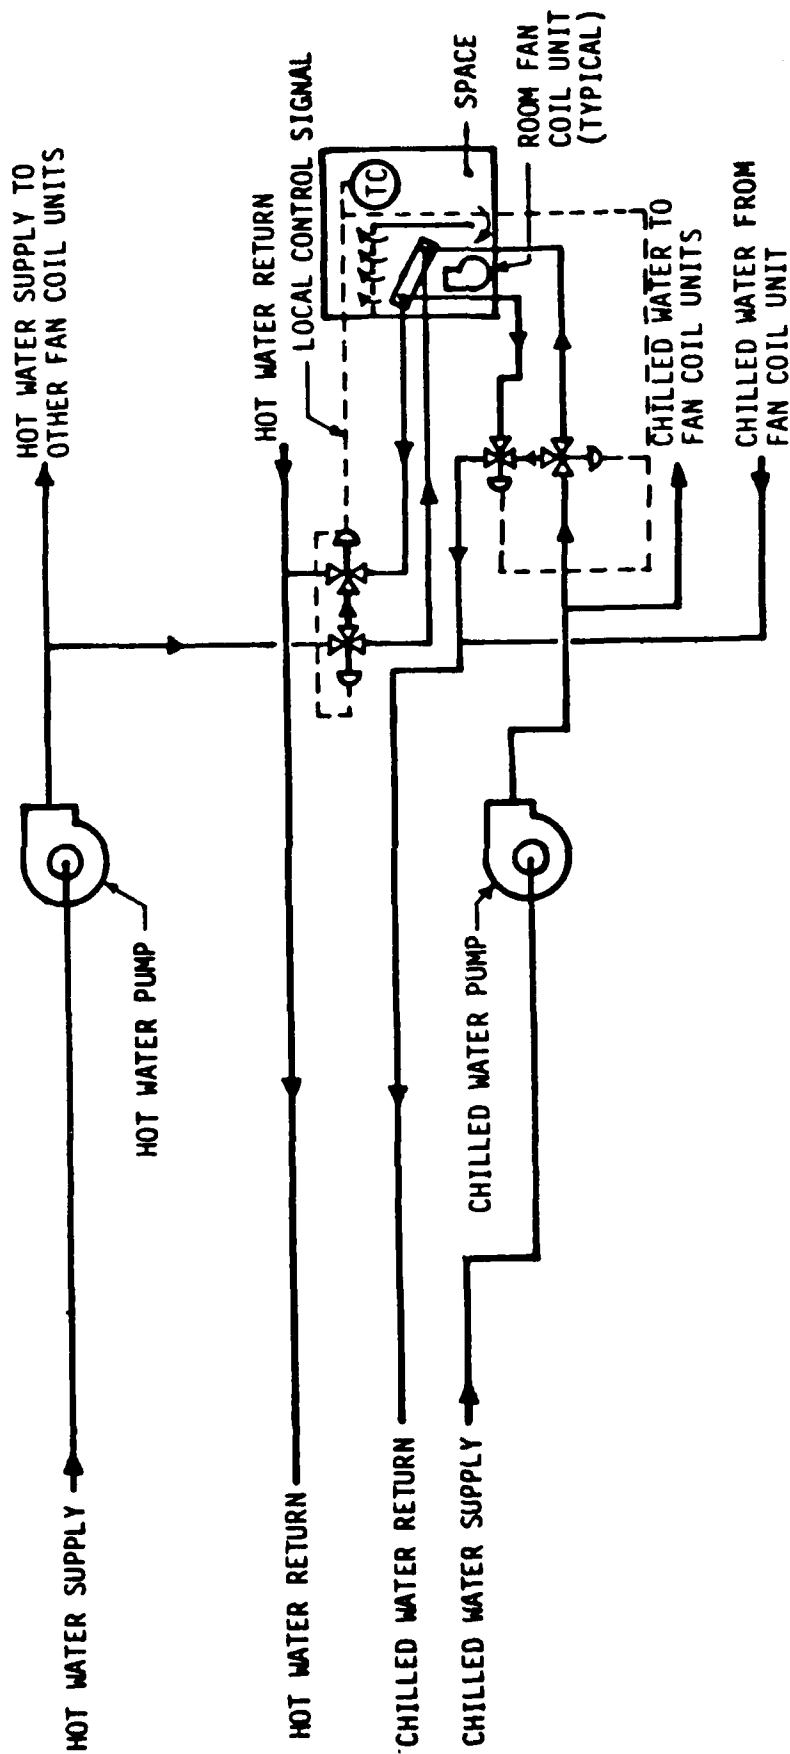 HOT WATER SUPPLY
HOT WATER PUMP
HOT WATER SUPPLY TO
OTHER FAN COIL UNITS
HOT WATER RETURN
HOT WATER RETURN
LOCAL CONTROL SIGNAL
TC
SPACE
ROOM FAN
COIL UNIT
(TYPICAL)
CHILLED WATER RETURN
CHILLED WATER SUPPLY
CHILLED WATER PUMP
CHILLED WATER TO
FAN COIL UNITS
CHILLED WATER FROM
FAN COIL UNIT